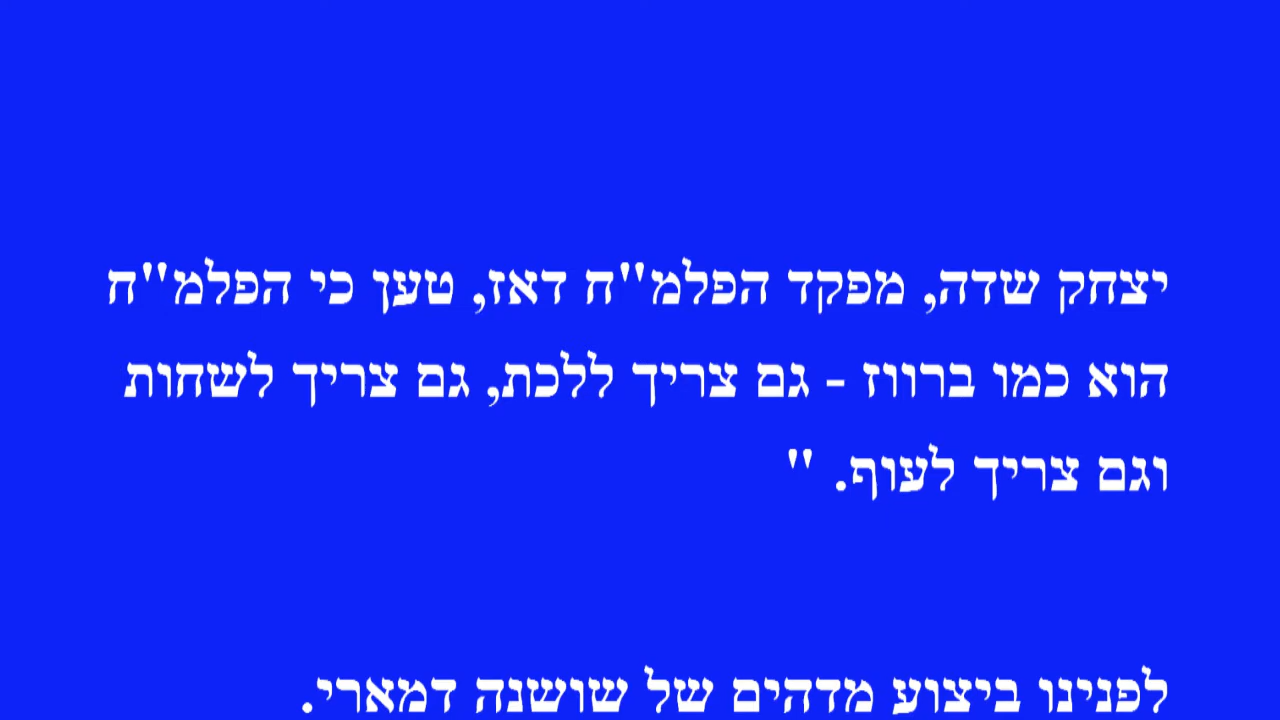 יצחק שדה, מפקד הפלמ"ח דאז, טען כי הפלמ"ח
הוא כמו ברווז - גם צריך ללכת, גם צריך לשחות
וגם צריך לעוף. "
לפנינו ביצוע מדהים של שושנה דמארי.